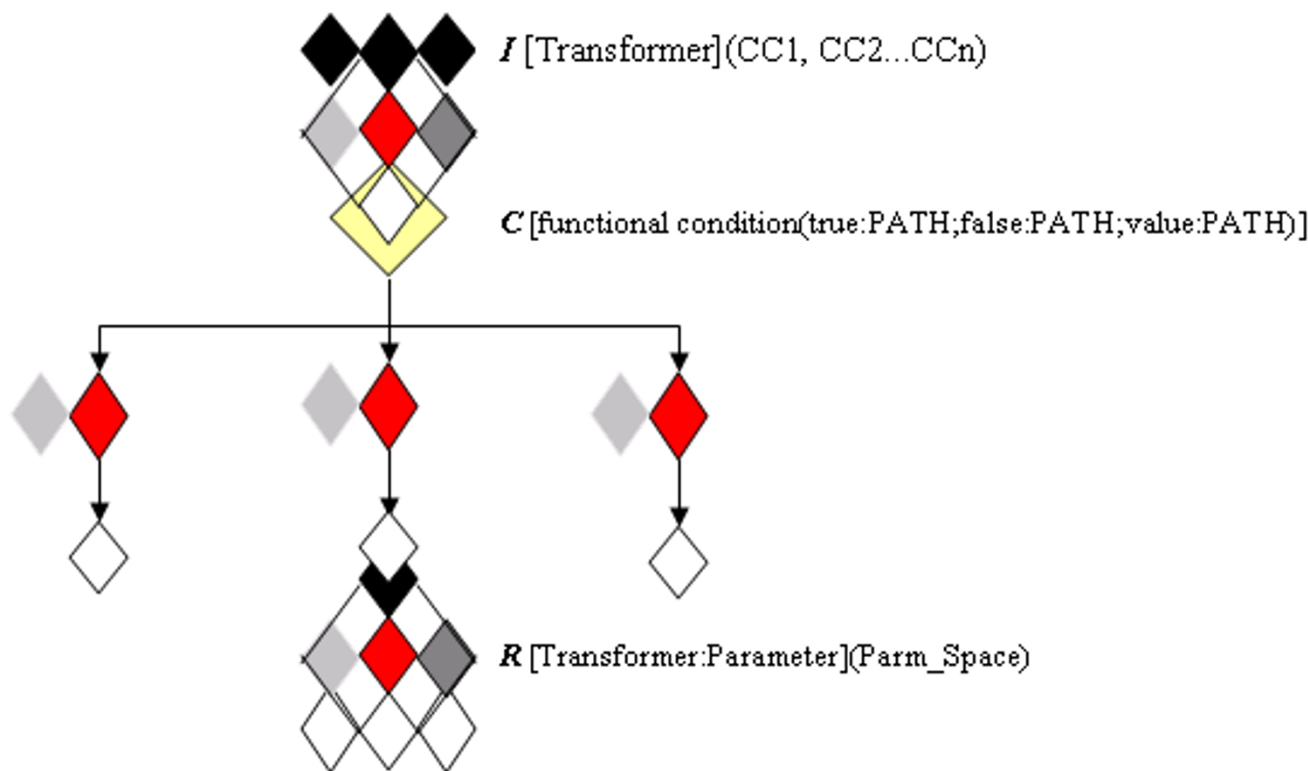 I [Transformer](CC1, CC2...CCn)
C [functional condition(true:PATH;false:PATH;value:PATH)]
R [Transformer:Parameter](Parm_Space)